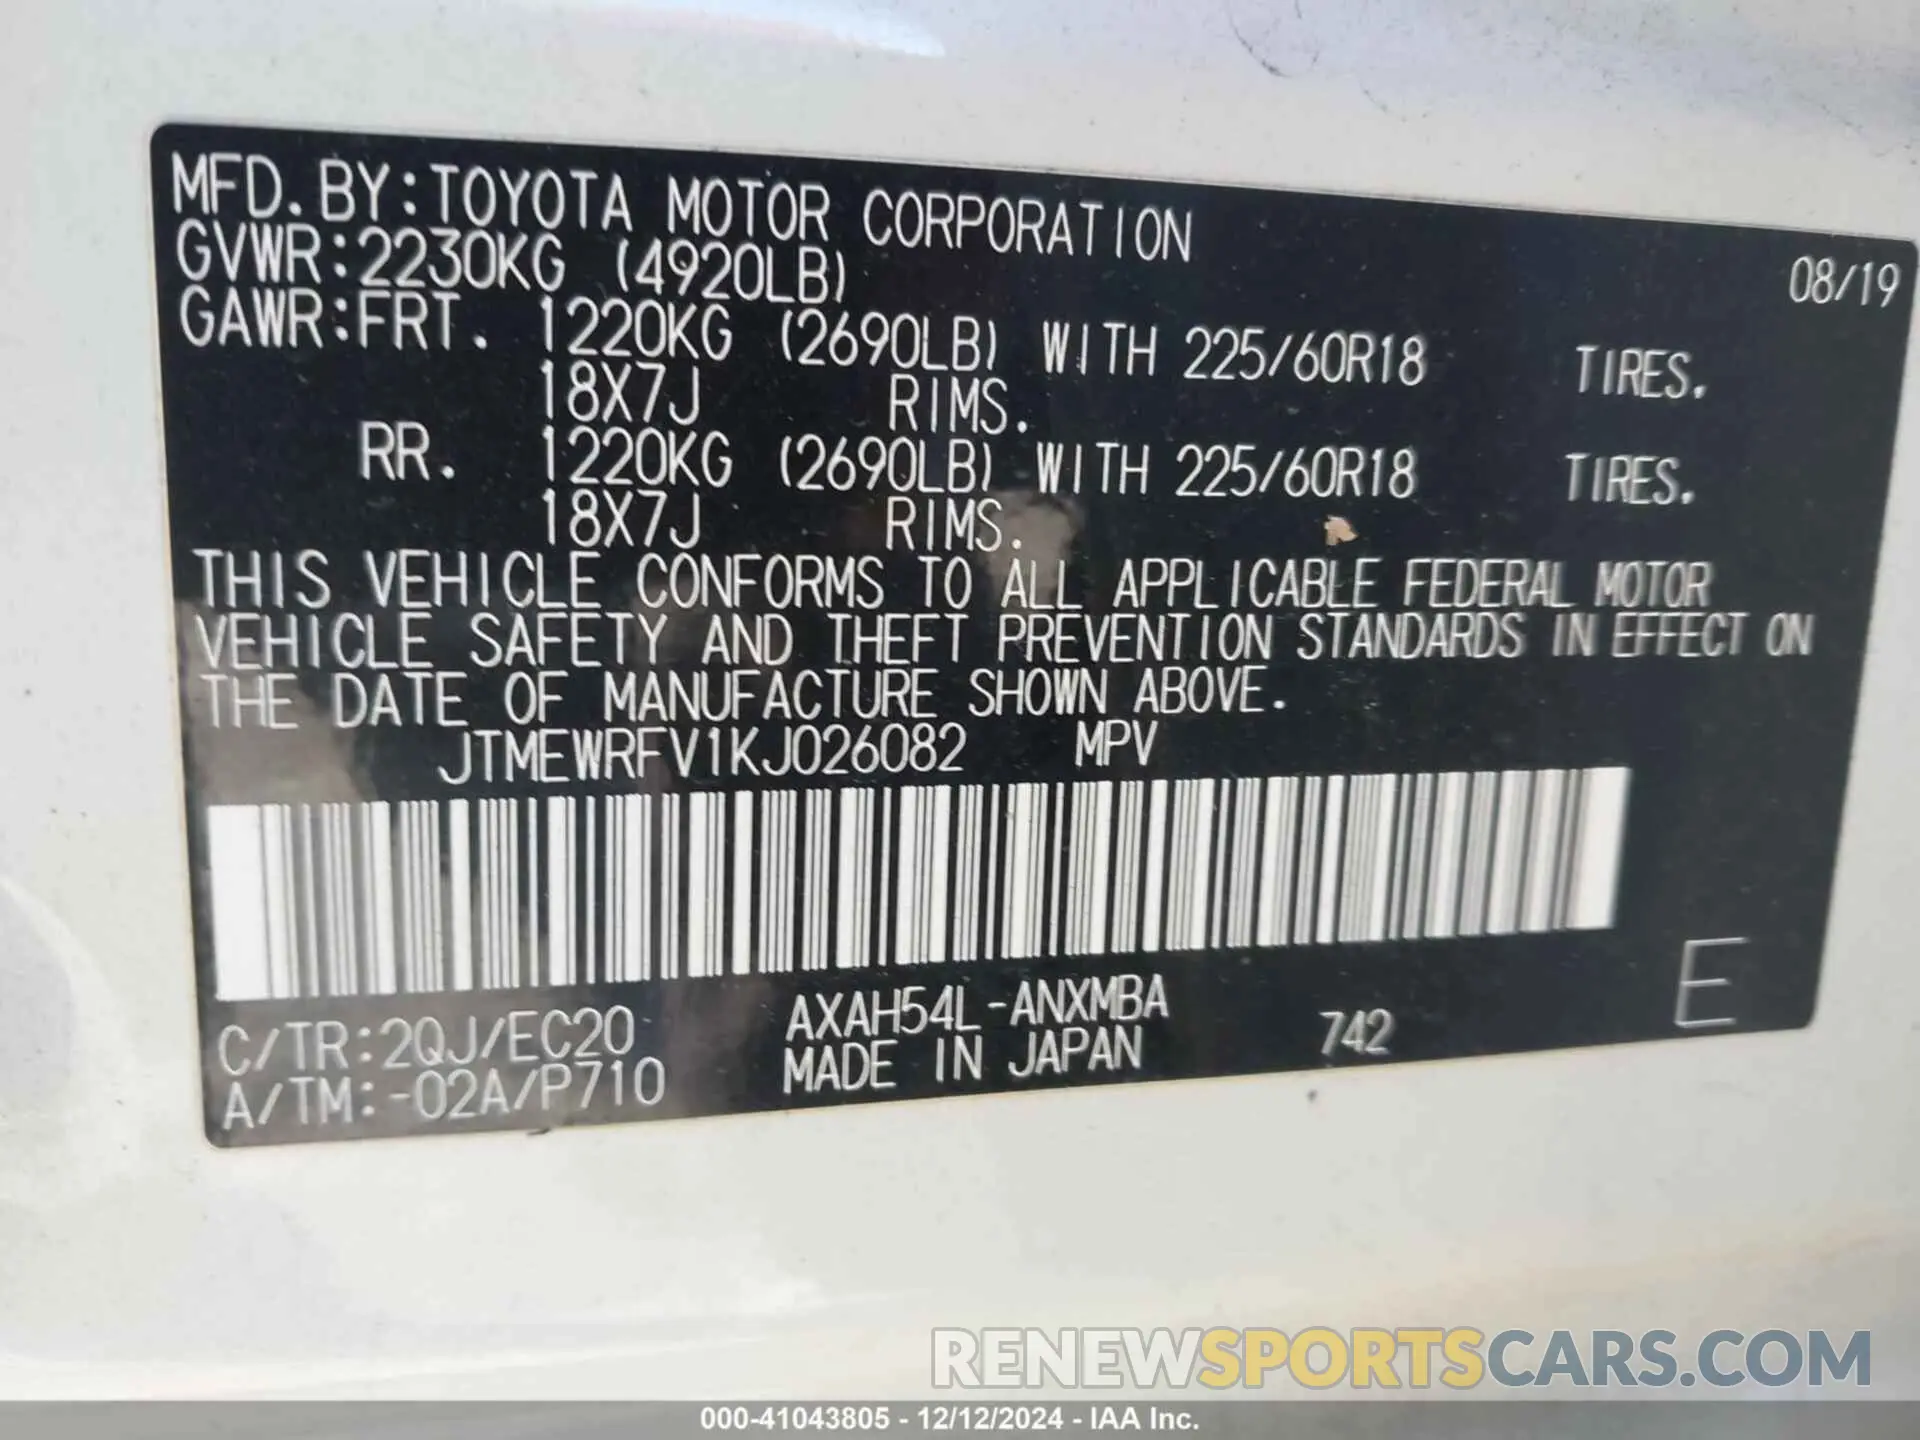 MFD. BY:TOYOTA MOTOR CORPORATION 08/19
GVWR:2230KG (4920LB)
GAWR:FRT. 1220KG (2690LB) WITH 225/60R18 TIRES.
18X7J RIMS.
RR. 1220KG (2690LB) WITH 225/60R18 TIRES.
18X7J RIMS.
THIS VEHICLE CONFORMS TO ALL APPLICABLE FEDERAL MOTOR
VEHICLE SAFETY AND THEFT PREVENTION STANDARDS IN EFFECT ON
THE DATE OF MANUFACTURE SHOWN ABOVE.
JTMEWRFV1KJ026082 MPV
C/TR:2QJ/EC20 AXAH54L-ANXMBA 742 E
A/TM:-02A/P710 MADE IN JAPAN
RENEWSPORTSCARS.COM
000-41043805 - 12/12/2024 - IAA Inc.